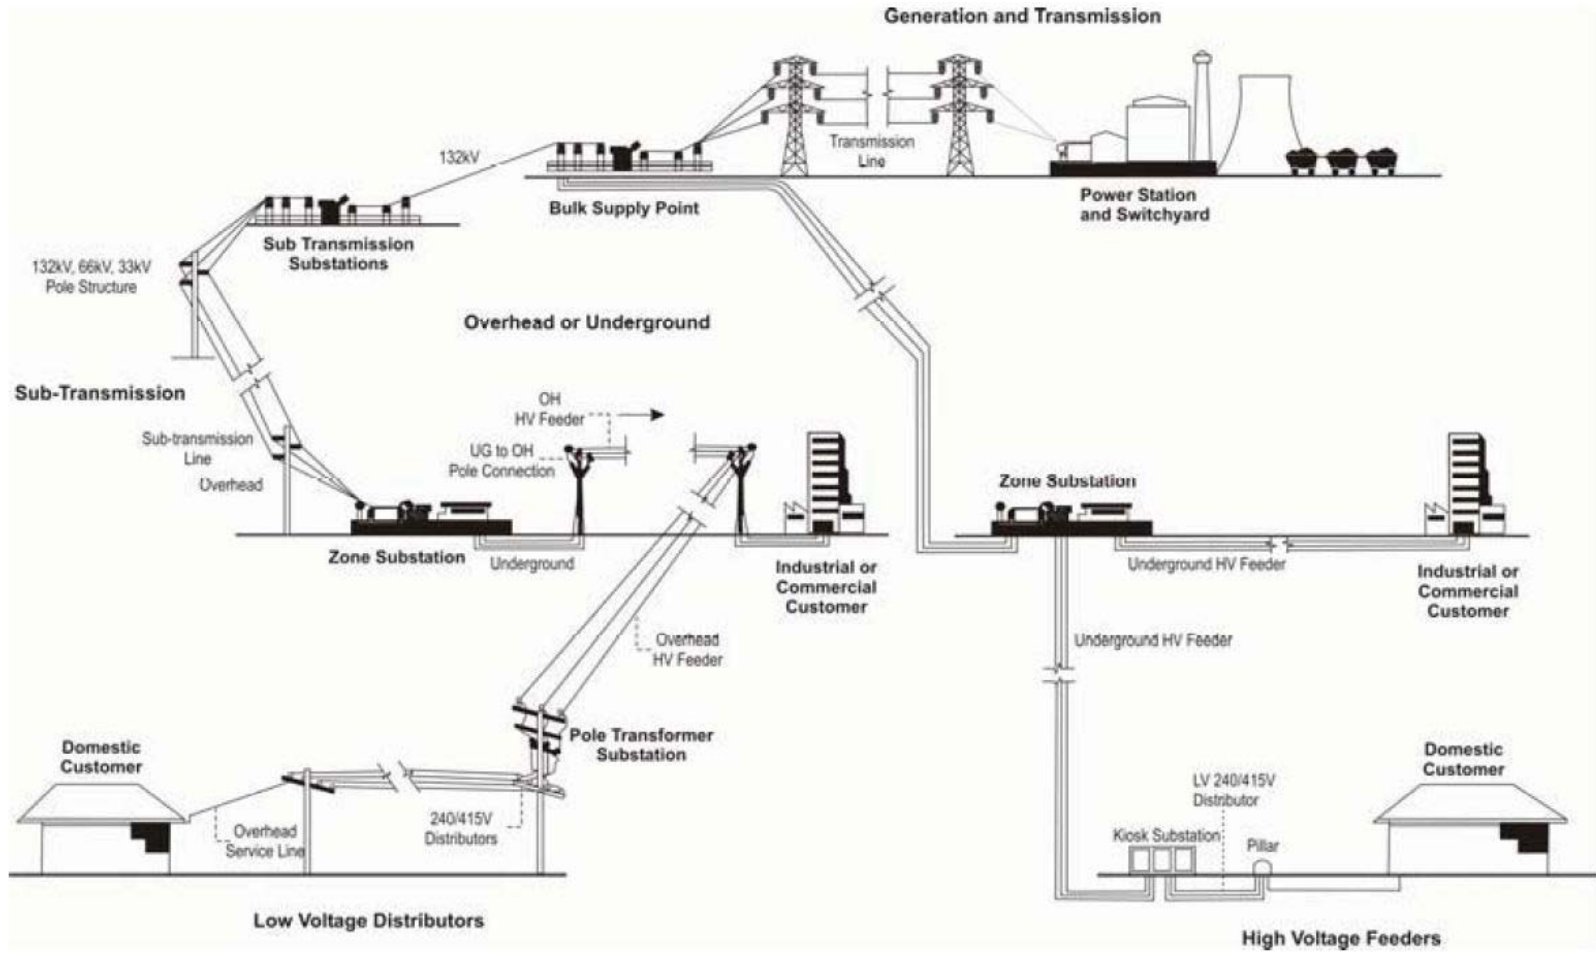 Generation and Transmission
Transmission
Line
132kV
Power Station
and Switchyard
Bulk Supply Point
Sub Transmission
Substations
132kV, 66kV, 33kV
Pole Structure
Overhead or Underground
Sub-Transmission
OH
HV Feeder
Sub-transmission
Line
UG to OH
Pole Connection
Overhead
Zone Substation
Zone Substation
Underground
Underground HV Feeder
Industrial or
Commercial
Customer
Industrial or
Commercial
Customer
Overhead
HV Feeder
Underground HV Feeder
Pole Transformer
Substation
Domestic
Customer
Domestic
Customer
LV 240/415V
Distributor
240/415V
Distributors
Overhead
Service Line
Kiosk Substation
Pillar
Low Voltage Distributors
High Voltage Feeders